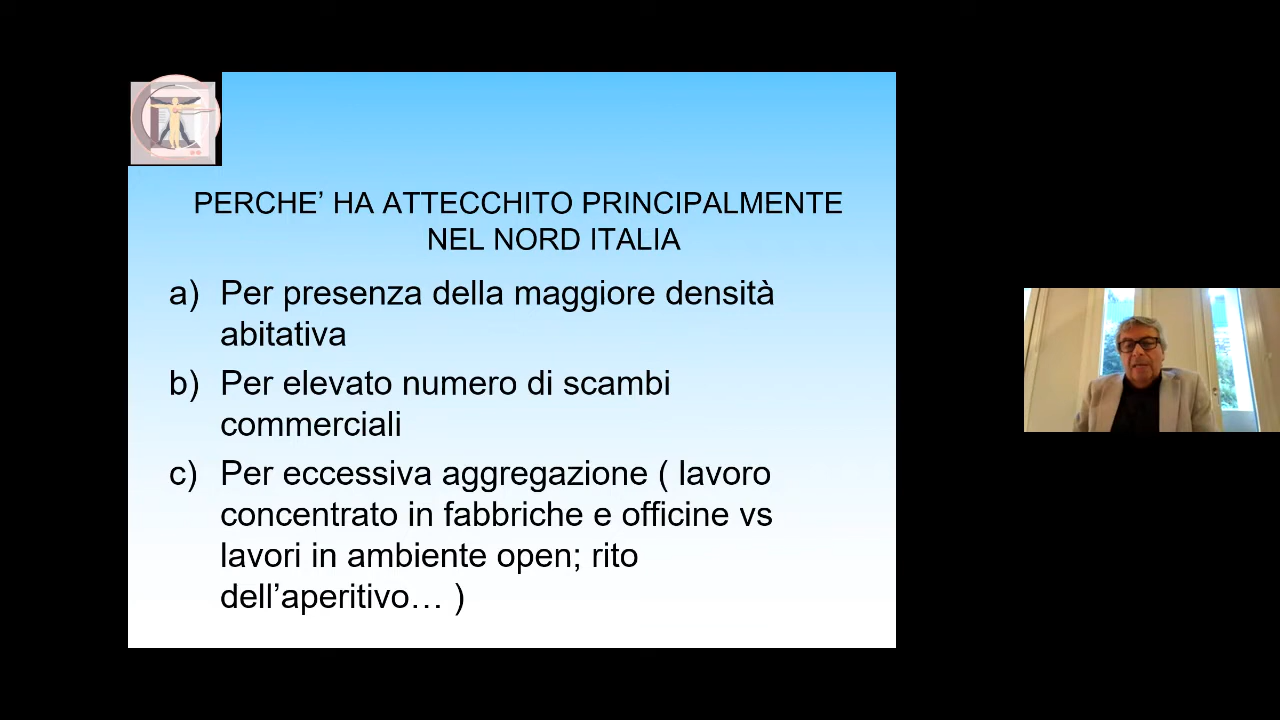 PERCHE’ HA ATTECCHITO PRINCIPALMENTE
NEL NORD ITALIA
a) Per presenza della maggiore densità
abitativa
b) Per elevato numero di scambi
commerciali
c) Per eccessiva aggregazione ( lavoro
concentrato in fabbriche e officine vs
lavori in ambiente open; rito
dell’aperitivo… )